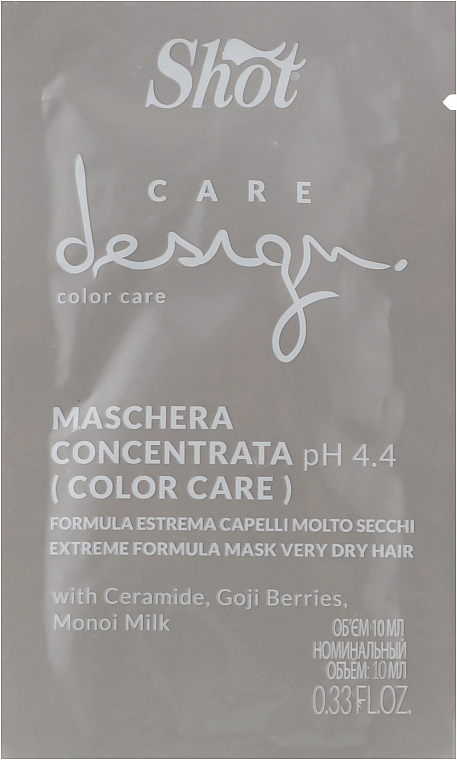 Shot®
CARE
design.
color care
MASCHERA
CONCENTRATA pH 4.4
( COLOR CARE )
FORMULA ESTREMA CAPELLI MOLTO SECCHI
EXTREME FORMULA MASK VERY DRY HAIR
with Ceramide, Goji Berries,
Monoi Milk
ОБ'ЄМ 10 МЛ
НОМИНАЛЬНЫЙ
ОБЪЁМ: 10 МЛ
0.33 FL.OZ.